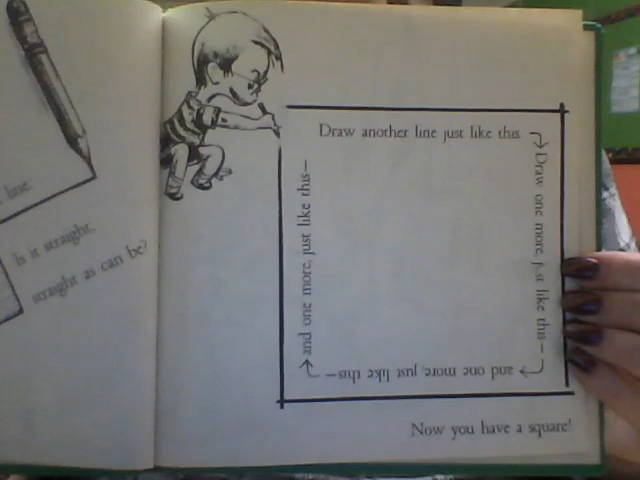 line.
Is it straight,
straight as can be?
Draw another line just like this.
Draw one more, just like this—
and one more, just like this—
and one more, just like this—
Now you have a square!